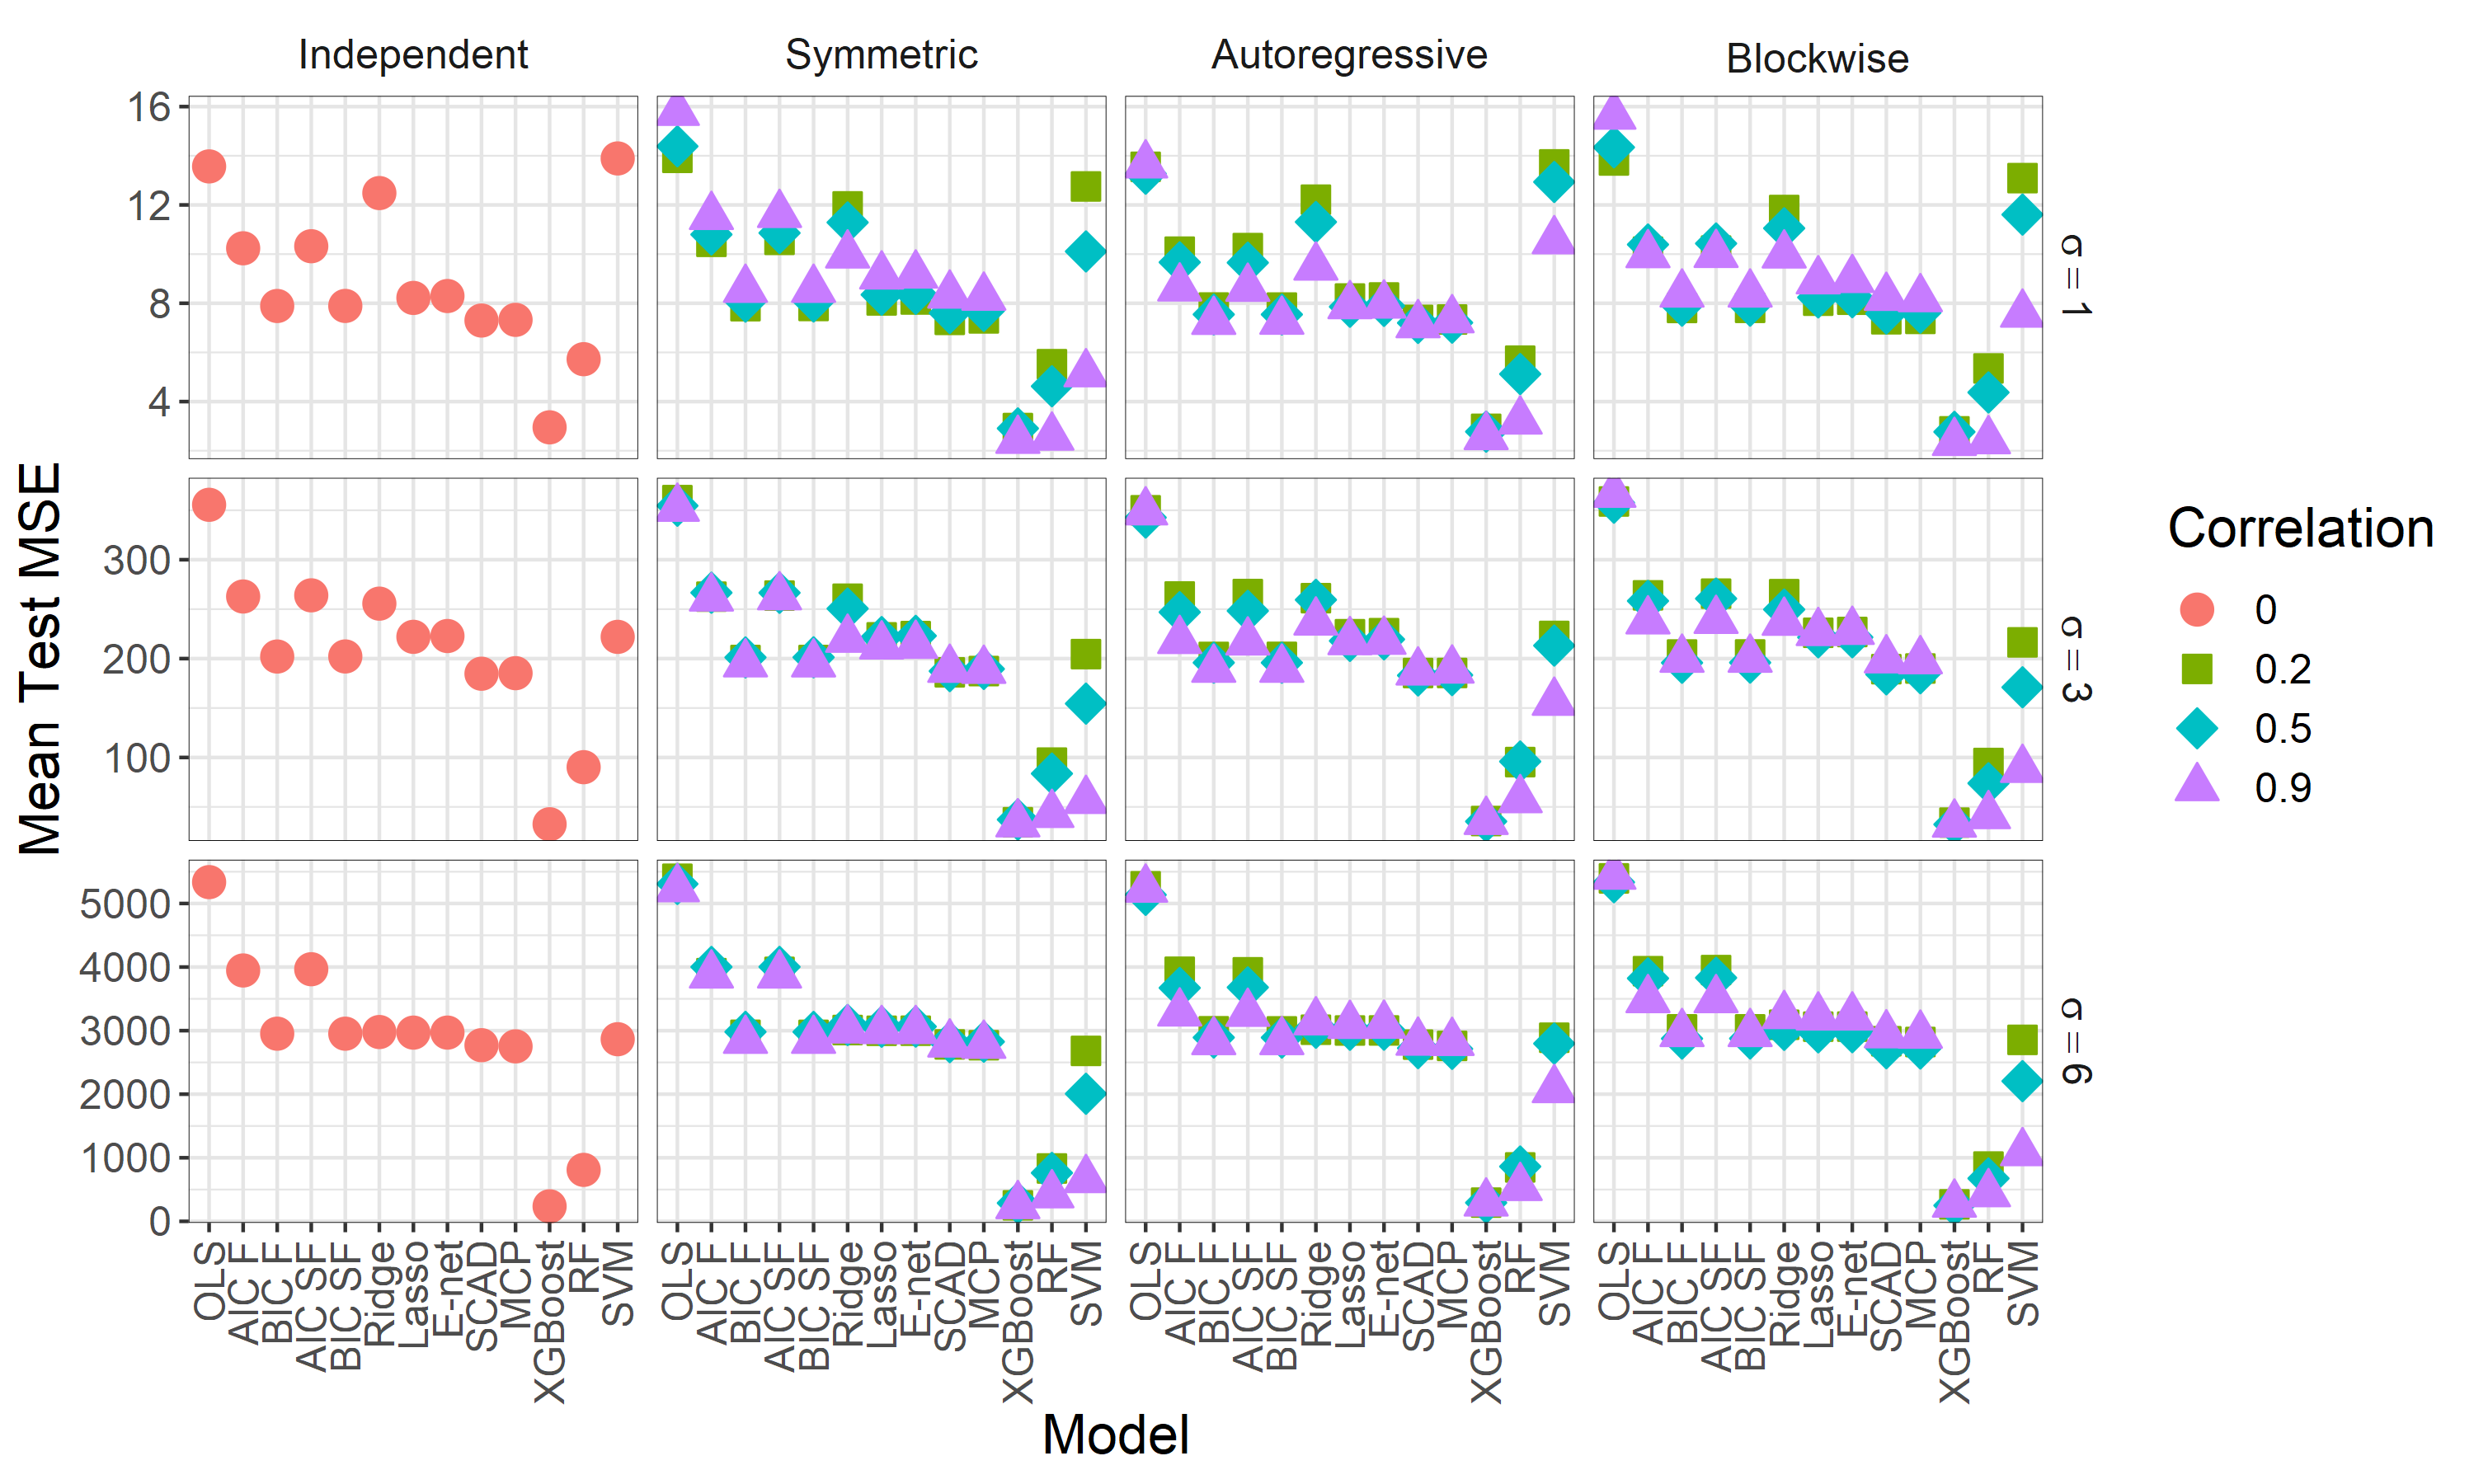 Independent
Symmetric
Autoregressive
Blockwise
Mean Test MSE
16
12
8
4
σ = 1
300
200
100
σ = 3
5000
4000
3000
2000
1000
0
σ = 6
OLS
AIC F
BIC F
AIC SF
BIC SF
Ridge
Lasso
E-net
SCAD
MCP
XGBoost
RF
SVM
OLS
AIC F
BIC F
AIC SF
BIC SF
Ridge
Lasso
E-net
SCAD
MCP
XGBoost
RF
SVM
OLS
AIC F
BIC F
AIC SF
BIC SF
Ridge
Lasso
E-net
SCAD
MCP
XGBoost
RF
SVM
OLS
AIC F
BIC F
AIC SF
BIC SF
Ridge
Lasso
E-net
SCAD
MCP
XGBoost
RF
SVM
Model
Correlation
0
0.2
0.5
0.9